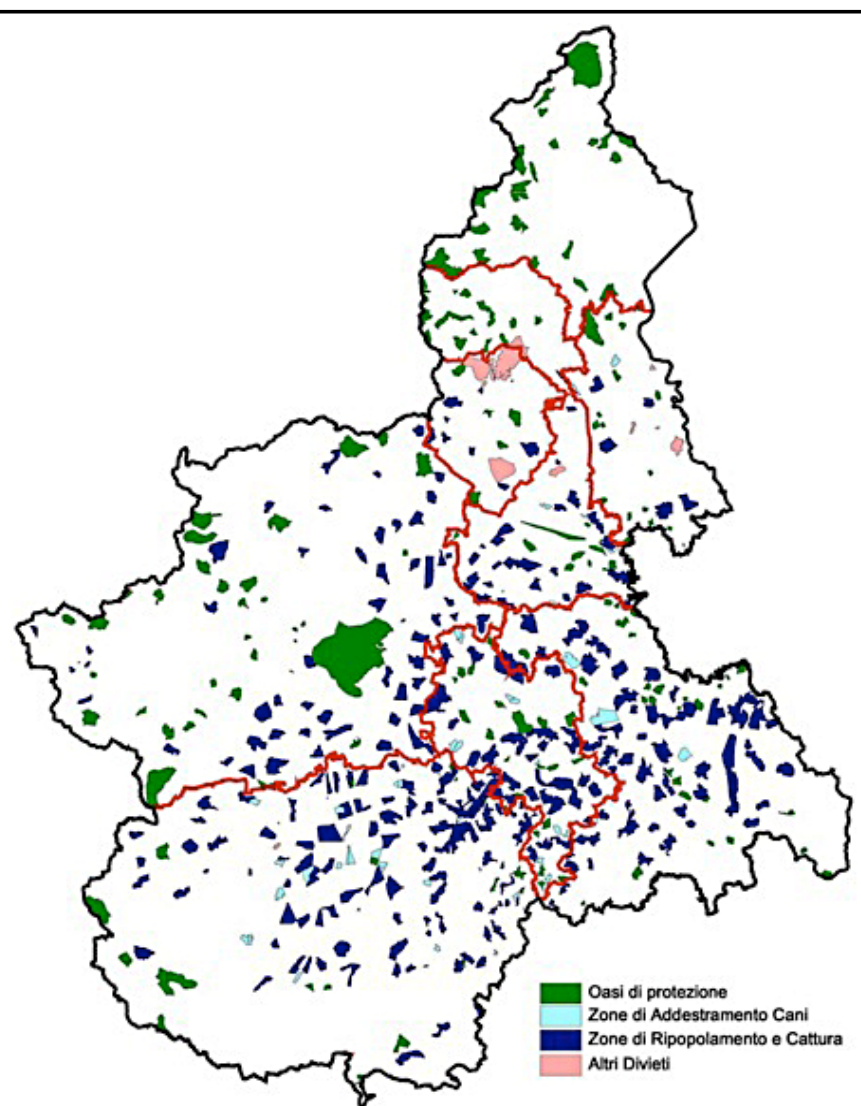 Oasi di protezione
Zone di Addestramento Cani
Zone di Ripopolamento e Cattura
Altri Divieti